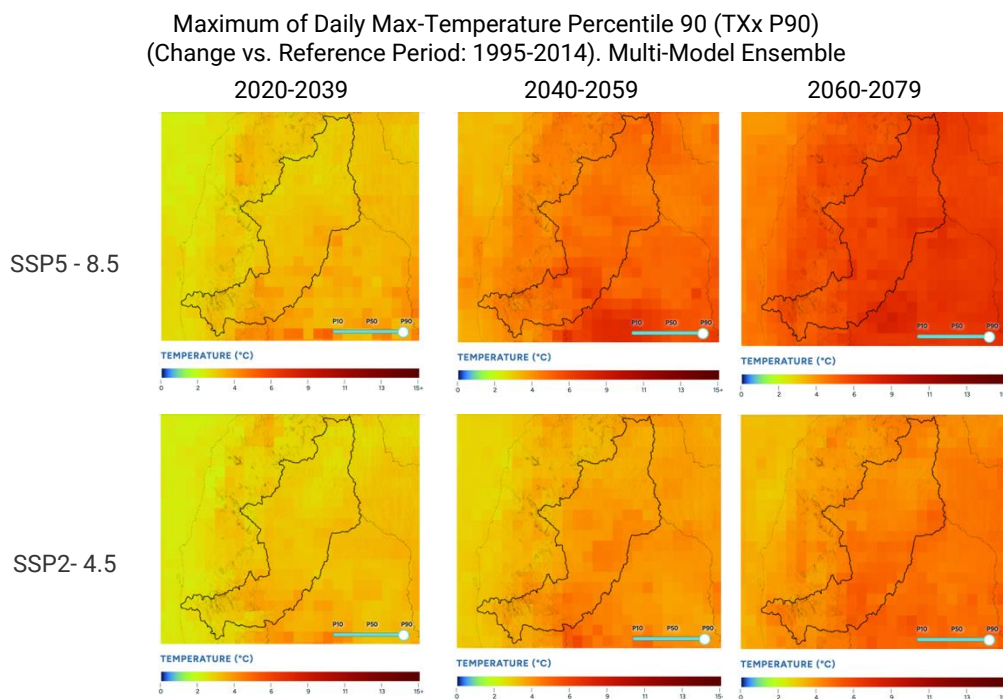 Maximum of Daily Max-Temperature Percentile 90 (TXx P90)
(Change vs. Reference Period: 1995-2014). Multi-Model Ensemble
2020-2039 2040-2059 2060-2079
SSP5 - 8.5
P10 P50 P90 P10 P50 P90 P10 P50 P90
TEMPERATURE (°C) TEMPERATURE (°C) TEMPERATURE (°C)
0 2 4 6 9 11 13 15+ 0 2 4 6 9 11 13 15+ 0 2 4 6 9 11 13
SSP2- 4.5
P10 P50 P90 P10 P50 P90 P10 P50 P90
TEMPERATURE (°C) TEMPERATURE (°C) TEMPERATURE (°C)
0 2 4 6 9 11 13 15+ 0 2 4 6 9 11 13 15+ 0 2 4 6 9 11 13